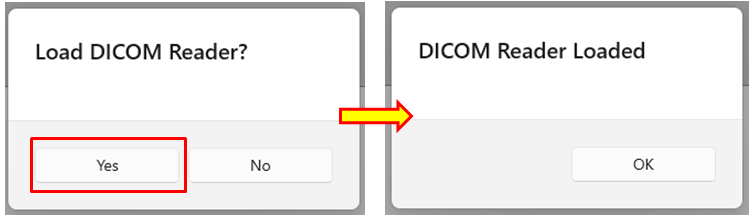 Load DICOM Reader?
Yes
No
DICOM Reader Loaded
OK